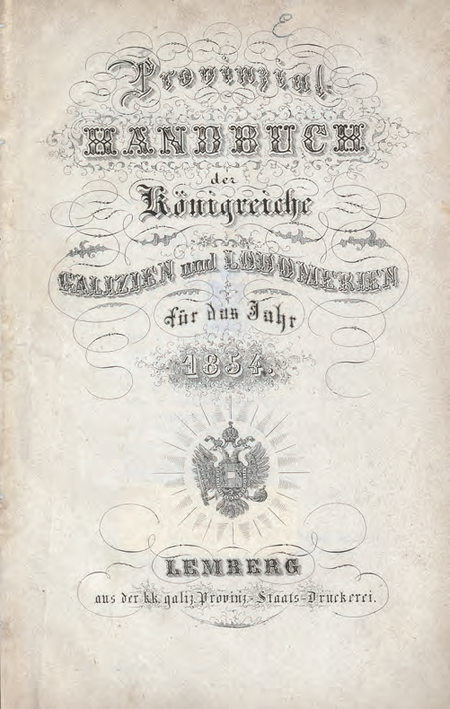 Provinzial-
HANDBUCH
der
Königreiche
GALIZIEN und LODOMERIEN
für das Jahr
1854.
LEMBERG
aus der k.k. galiz. Provinz-Staats-Druckerei.